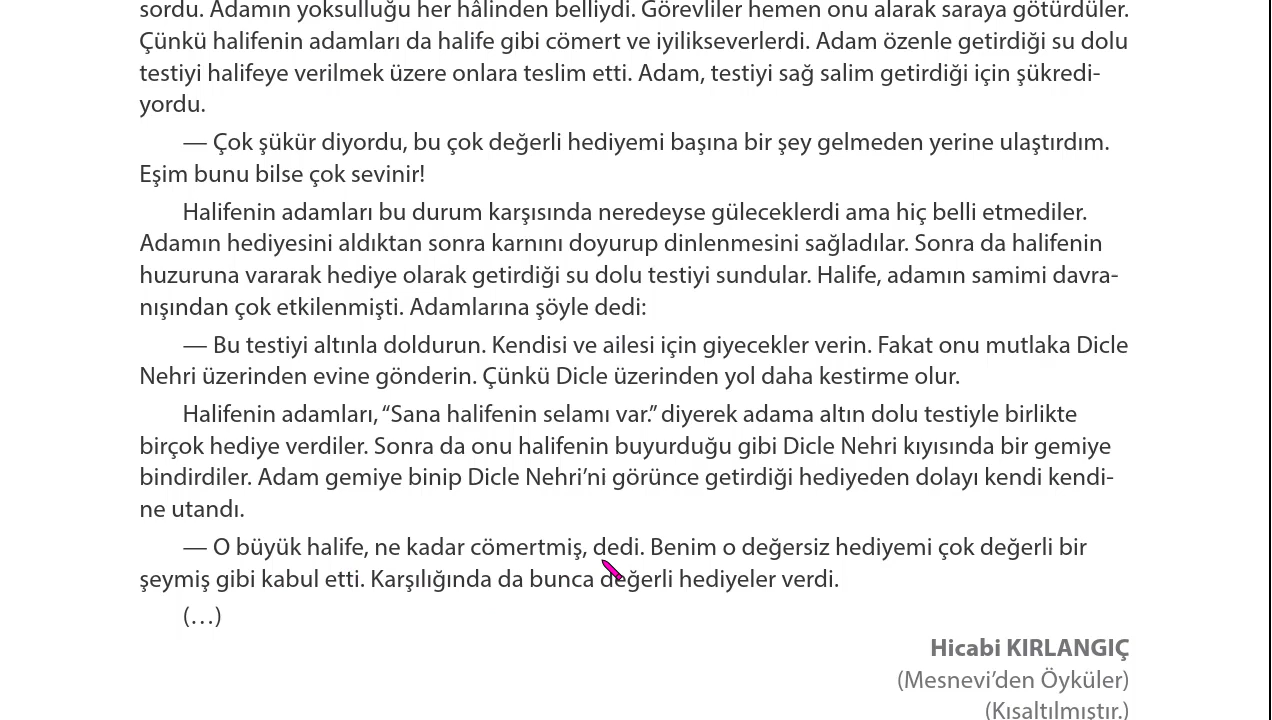 sordu. Adamın yoksulluğu her hâlinden belliydi. Görevliler hemen onu alarak saraya götürdüler.
Çünkü halifenin adamları da halife gibi cömert ve iyilikseverlerdi. Adam özenle getirdiği su dolu
testiyi halifeye verilmek üzere onlara teslim etti. Adam, testiyi sağ salim getirdiği için şükredi-
yordu.
— Çok şükür diyordu, bu çok değerli hediyemi başına bir şey gelmeden yerine ulaştırdım.
Eşim bunu bilse çok sevinir!
Halifenin adamları bu durum karşısında neredeyse güleceklerdi ama hiç belli etmediler.
Adamın hediyesini aldıktan sonra karnını doyurup dinlenmesini sağladılar. Sonra da halifenin
huzuruna vararak hediye olarak getirdiği su dolu testiyi sundular. Halife, adamın samimi davra-
nışından çok etkilenmişti. Adamlarına şöyle dedi:
— Bu testiyi altınla doldurun. Kendisi ve ailesi için giyecekler verin. Fakat onu mutlaka Dicle
Nehri üzerinden evine gönderin. Çünkü Dicle üzerinden yol daha kestirme olur.
Halifenin adamları, “Sana halifenin selamı var.” diyerek adama altın dolu testiyle birlikte
birçok hediye verdiler. Sonra da onu halifenin buyurduğu gibi Dicle Nehri kıyısında bir gemiye
bindirdiler. Adam gemiye binip Dicle Nehri’ni görünce getirdiği hediyeden dolayı kendi kendi-
ne utandı.
— O büyük halife, ne kadar cömertmiş, dedi. Benim o değersiz hediyemi çok değerli bir
şeymiş gibi kabul etti. Karşılığında da bunca değerli hediyeler verdi.
(…)
Hicabi KIRLANGIÇ
(Mesnevi’den Öyküler)
(Kısaltılmıştır.)